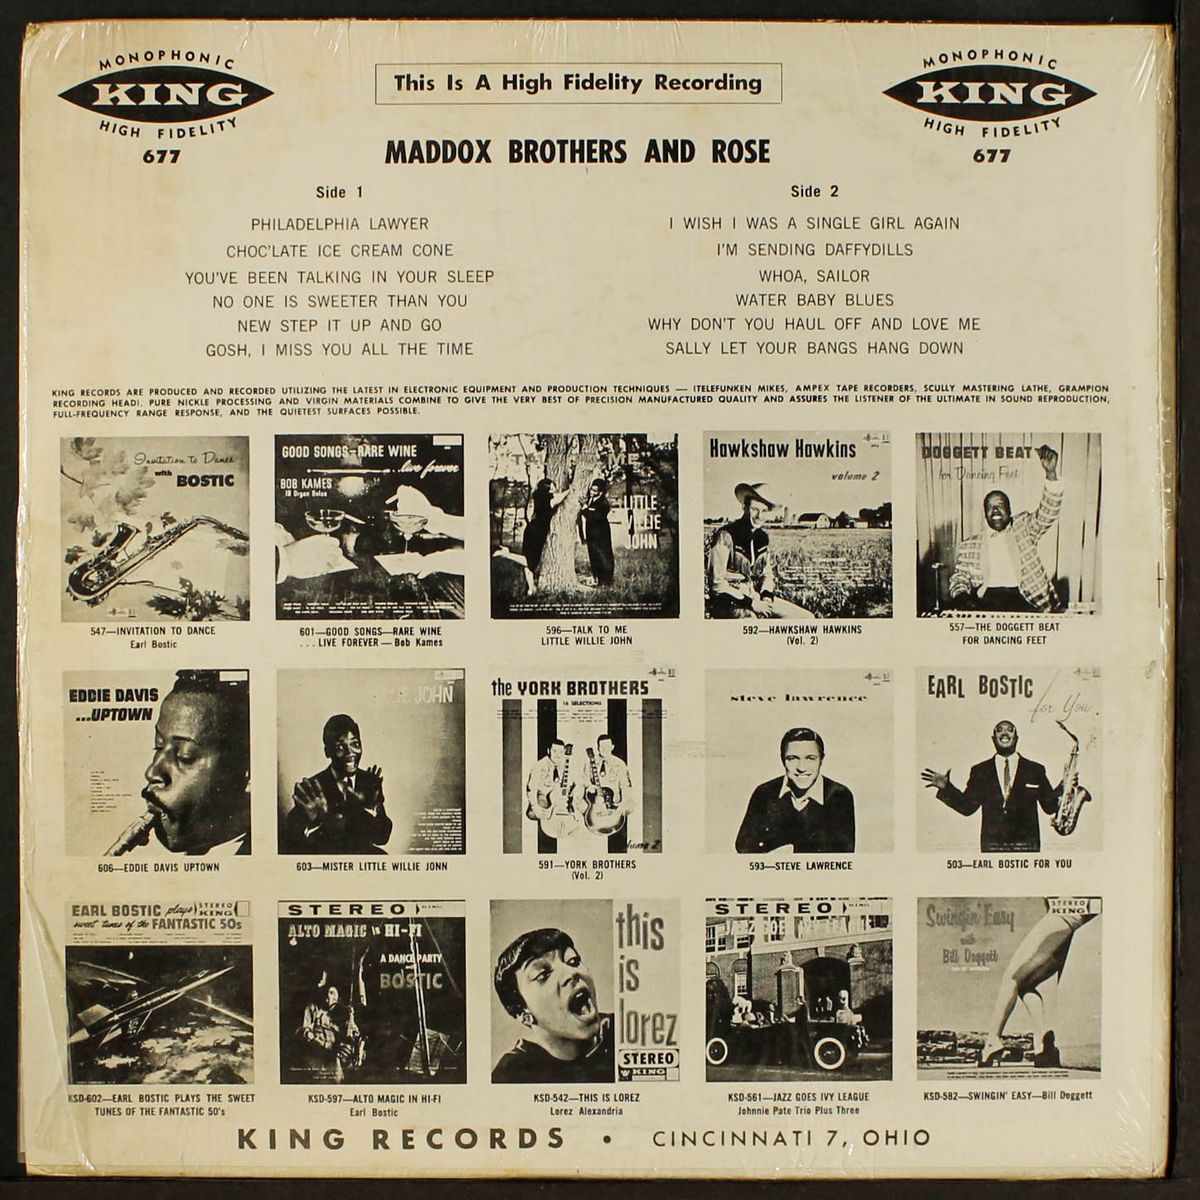 MONOPHONIC
KING
HIGH FIDELITY
677
This Is A High Fidelity Recording
MONOPHONIC
KING
HIGH FIDELITY
677
MADDOX BROTHERS AND ROSE
Side 1
PHILADELPHIA LAWYER
CHOC'LATE ICE CREAM CONE
YOU'VE BEEN TALKING IN YOUR SLEEP
NO ONE IS SWEETER THAN YOU
NEW STEP IT UP AND GO
GOSH, I MISS YOU ALL THE TIME
Side 2
I WISH I WAS A SINGLE GIRL AGAIN
I'M SENDING DAFFYDILLS
WHOA, SAILOR
WATER BABY BLUES
WHY DON'T YOU HAUL OFF AND LOVE ME
SALLY LET YOUR BANGS HANG DOWN
KING RECORDS ARE PRODUCED AND RECORDED UTILIZING THE LATEST IN ELECTRONIC EQUIPMENT AND PRODUCTION TECHNIQUES — (TELEFUNKEN MIKES, AMPEX TAPE RECORDERS, SCULLY MASTERING LATHE, GRAMPION
RECORDING HEAD). PURE NICKLE PROCESSING AND VIRGIN MATERIALS COMBINE TO GIVE THE VERY BEST OF PRECISION MANUFACTURED QUALITY AND ASSURES THE LISTENER OF THE ULTIMATE IN SOUND REPRODUCTION,
FULL-FREQUENCY RANGE RESPONSE, AND THE QUIETEST SURFACES POSSIBLE.
Invitation to Dance
with
BOSTIC
547—INVITATION TO DANCE
Earl Bostic
GOOD SONGS—RARE WINE
...live forever
BOB KAMES
18 Organ Solos
601—GOOD SONGS—RARE WINE
...LIVE FOREVER—Bob Kames
LITTLE
WILLIE
JOHN
596—TALK TO ME
LITTLE WILLIE JOHN
Hawkshaw Hawkins
volume 2
592—HAWKSHAW HAWKINS
(Vol. 2)
DOGGETT BEAT
for Dancing Feet
557—THE DOGGETT BEAT
FOR DANCING FEET
EDDIE DAVIS
...UPTOWN
606—EDDIE DAVIS UPTOWN
JOHN
603—MISTER LITTLE WILLIE JONN
the YORK BROTHERS
16 SELECTIONS
591—YORK BROTHERS
(Vol. 2)
steve lawrence
593—STEVE LAWRENCE
EARL BOSTIC
for You
503—EARL BOSTIC FOR YOU
EARL BOSTIC plays
STEREO
KING
sweet tunes of the FANTASTIC 50s
KSD-602—EARL BOSTIC PLAYS THE SWEET
TUNES OF THE FANTASTIC 50's
STEREO
ALTO MAGIC in HI-FI
A DANCE PARTY
BOSTIC
KSD-597—ALTO MAGIC IN HI-FI
Earl Bostic
this
is
lorez
STEREO
KING
KSD-542—THIS IS LOREZ
Lorez Alexandria
STEREO
KSD-561—JAZZ GOES IVY LEAGUE
Johnnie Pate Trio Plus Three
Swingin' Easy
with
Bill Doggett
STEREO
KING
KSD-582—SWINGIN' EASY—Bill Doggett
KING RECORDS • CINCINNATI 7, OHIO